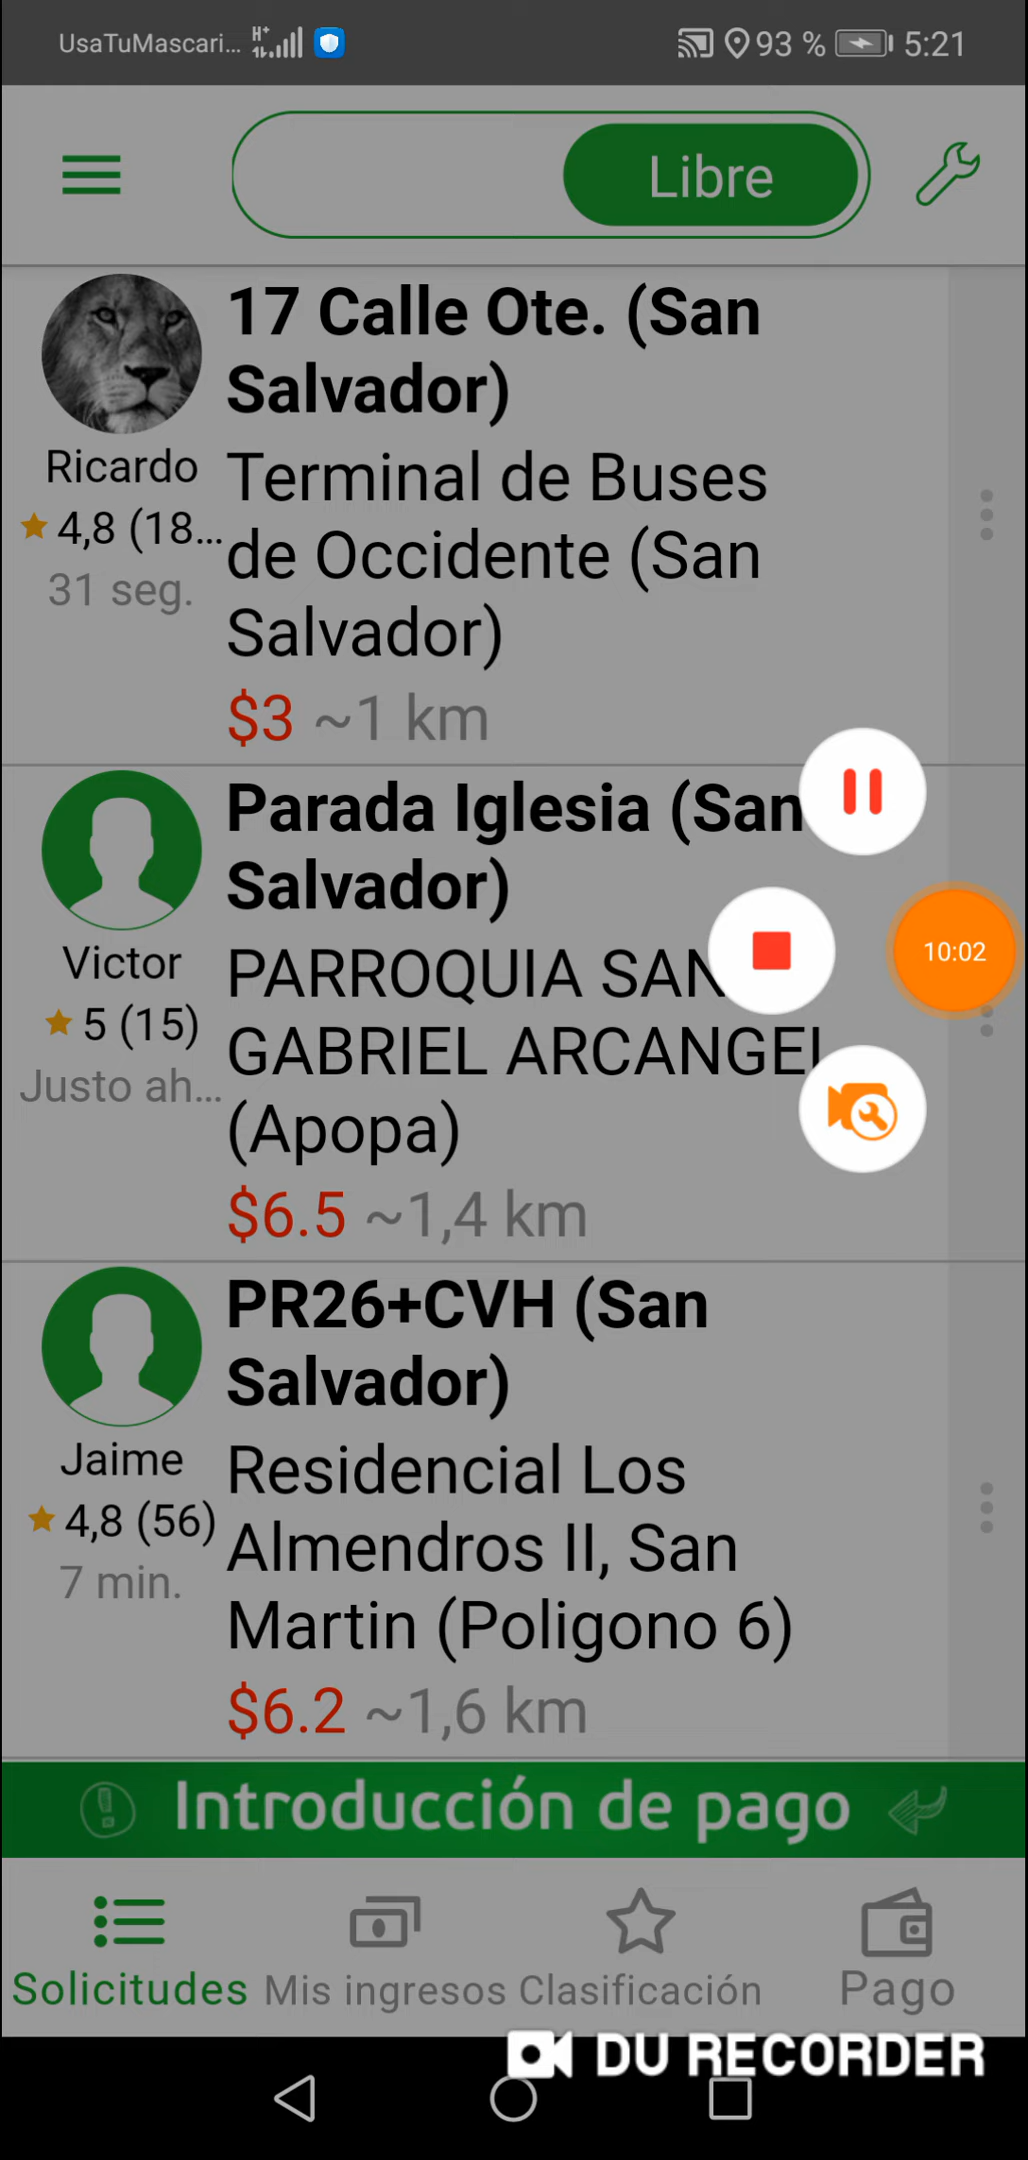 UsaTuMascari... H+ 93 % 5:21
Libre
17 Calle Ote. (San
Salvador)
Ricardo
4,8 (18...
31 seg.
Terminal de Buses
de Occidente (San
Salvador)
$3 ~1 km
Parada Iglesia (San
Salvador)
Victor
5 (15)
Justo ah...
PARROQUIA SAN
GABRIEL ARCANGEL
(Apopa)
$6.5 ~1,4 km
10:02
PR26+CVH (San
Salvador)
Jaime
4,8 (56)
7 min.
Residencial Los
Almendros II, San
Martin (Poligono 6)
$6.2 ~1,6 km
Introducción de pago
Solicitudes Mis ingresos Clasificación Pago
DU RECORDER